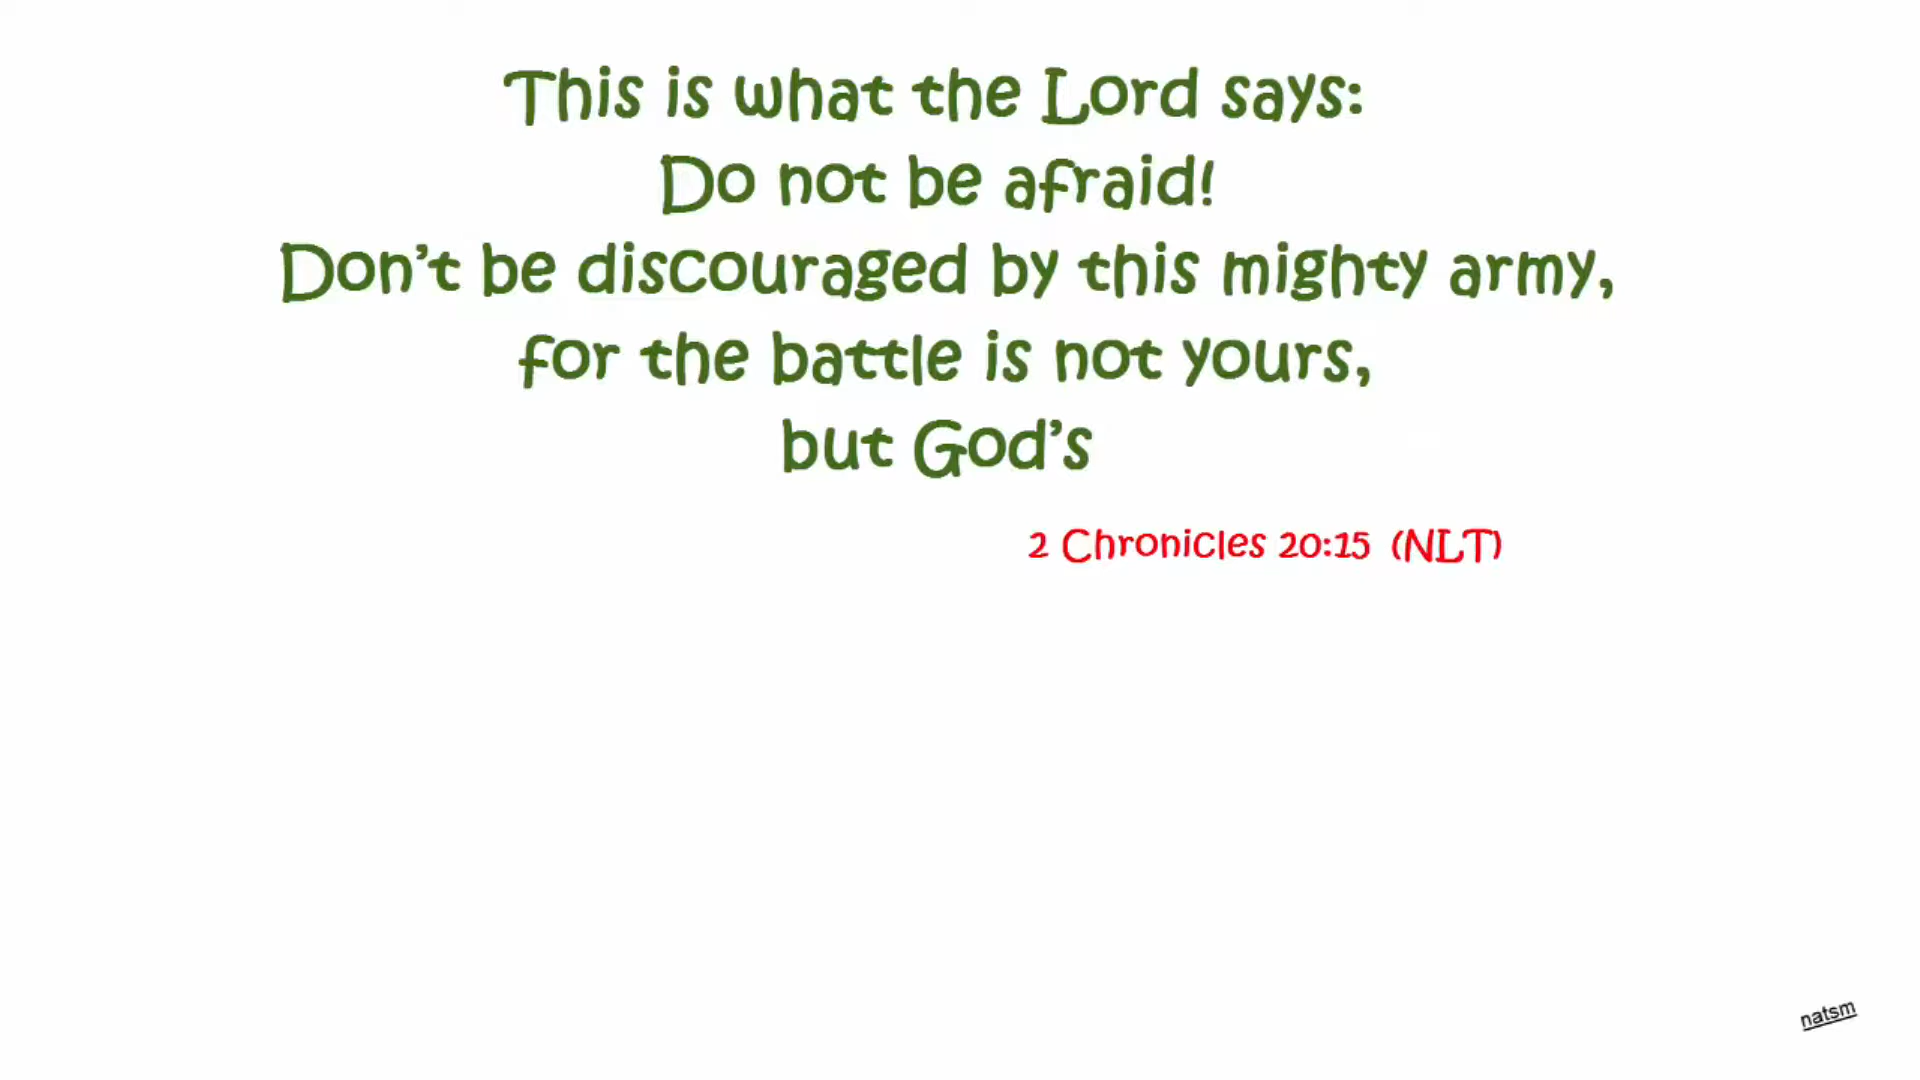 This is what the Lord says:
Do not be afraid!
Don’t be discouraged by this mighty army,
for the battle is not yours,
but God’s
2 Chronicles 20:15 (NLT)
natsm